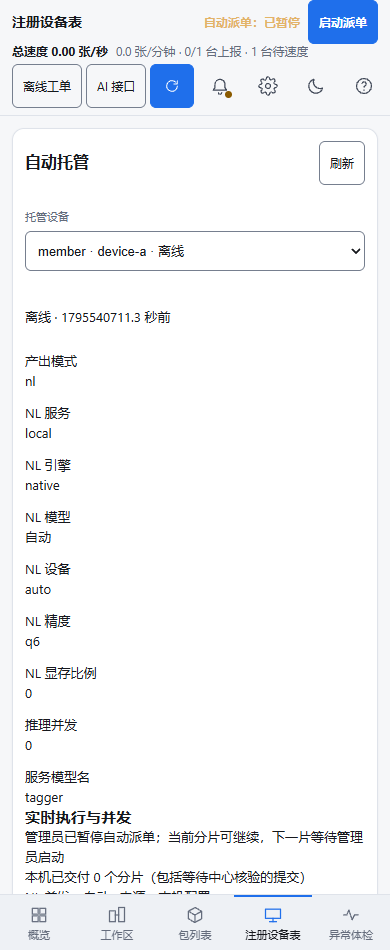 注册设备表
自动派单：已暂停
启动派单
总速度 0.00 张/秒 0.0 张/分钟 · 0/1 台上报 · 1 台待速度
离线工单
AI 接口
自动托管
刷新
托管设备
member · device-a · 离线
离线 · 1795540711.3 秒前
产出模式
nl
NL 服务
local
NL 引擎
native
NL 模型
自动
NL 设备
auto
NL 精度
q6
NL 显存比例
0
推理并发
0
服务模型名
tagger
实时执行与并发
管理员已暂停自动派单；当前分片可继续，下一片等待管理
员启动
本机已交付 0 个分片（包括等待中心核验的提交）
概览
工作区
包列表
注册设备表
异常体检